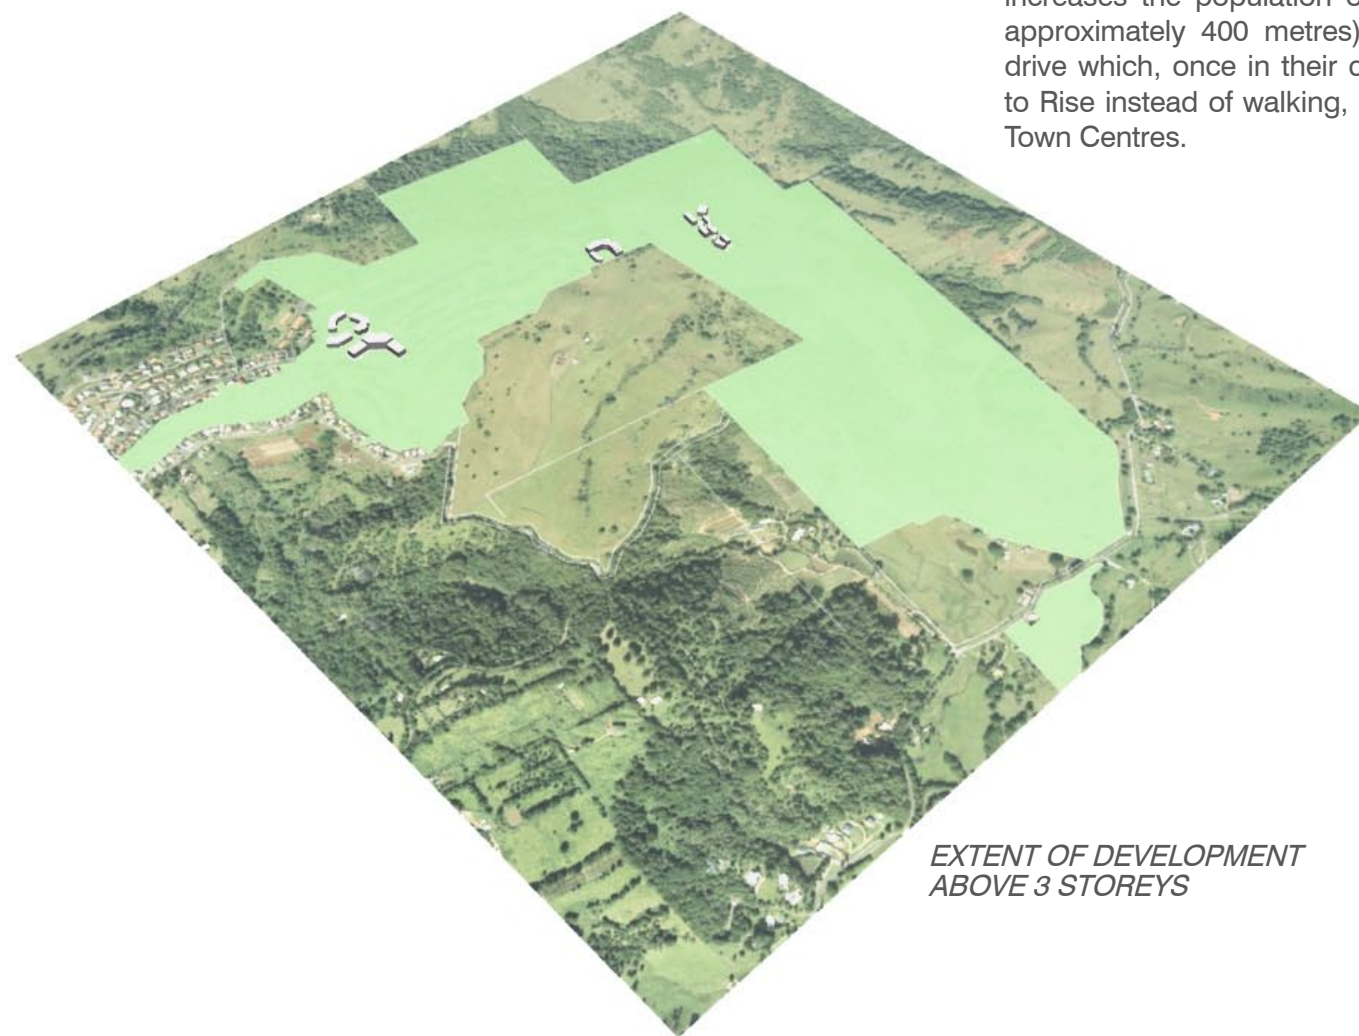 increases the population
approximately 400 metres)
drive which, once in their
to Rise instead of walking,
Town Centres.
EXTENT OF DEVELOPMENT
ABOVE 3 STOREYS